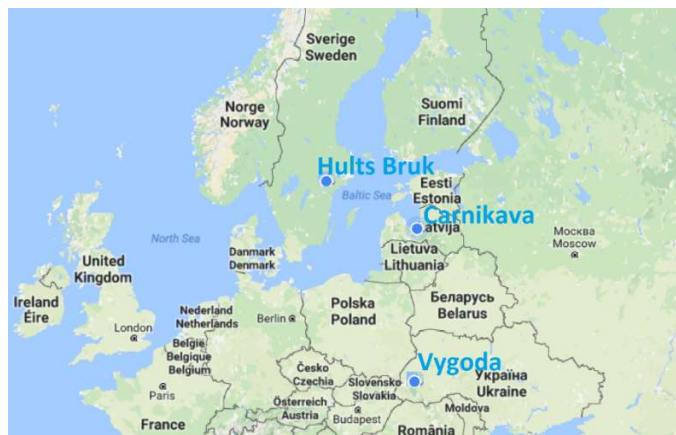 Sverige
Sweden
Norge
Norway
Suomi
Finland
Hults Bruk
Baltic Sea
Eesti
Estonia
Carnikava
Latvija
North Sea
Danmark
Denmark
Lietuva
Lithuania
Москва
Moscow
United
Kingdom
Ireland
Éire
London
Nederland
Netherlands
Berlin
Polska
Poland
Беларусь
Belarus
België
Belgique
Belgium
Paris
Česko
Czechia
Vygoda
Slovensko
Slovakia
Україна
Ukraine
Österreich
Austria
Budapest
Moldova
France
România